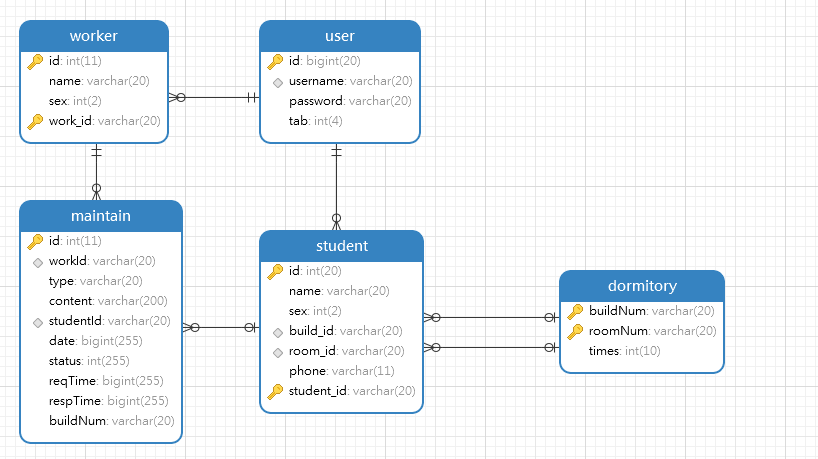 worker
id: int(11)
name: varchar(20)
sex: int(2)
work_id: varchar(20)
user
id: bigint(20)
username: varchar(20)
password: varchar(20)
tab: int(4)
maintain
id: int(11)
workId: varchar(20)
type: varchar(20)
content: varchar(200)
studentId: varchar(20)
date: bigint(255)
status: int(255)
reqTime: bigint(255)
respTime: bigint(255)
buildNum: varchar(20)
student
id: int(20)
name: varchar(20)
sex: int(2)
build_id: varchar(20)
room_id: varchar(20)
phone: varchar(11)
student_id: varchar(20)
dormitory
buildNum: varchar(20)
roomNum: varchar(20)
times: int(10)